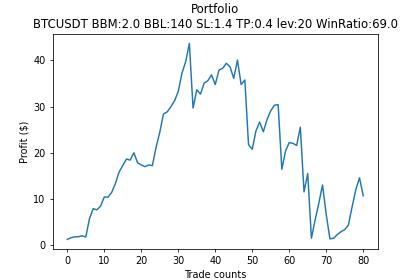 Portfolio
BTCUSDT BBM:2.0 BBL:140 SL:1.4 TP:0.4 lev:20 WinRatio:69.0
40
30
20
10
0
Profit ($)
0 10 20 30 40 50 60 70 80
Trade counts